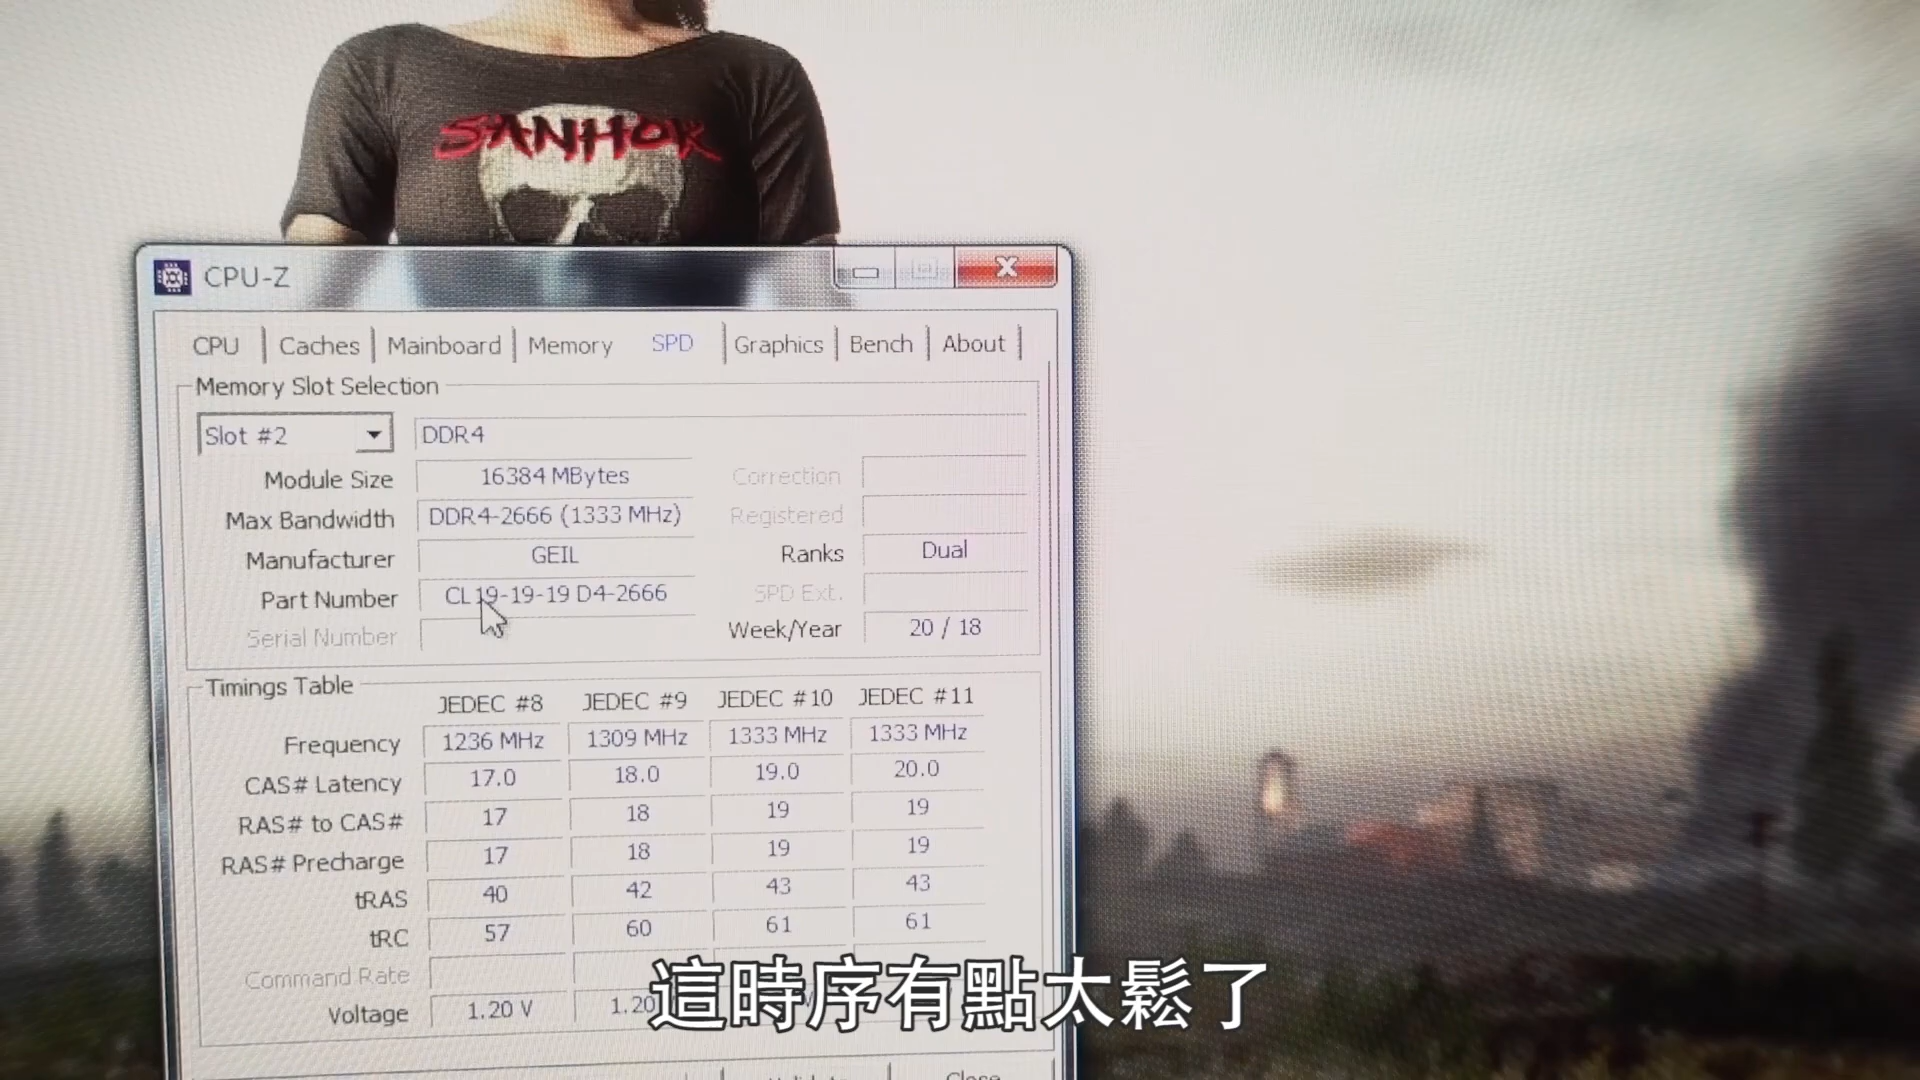 SANHOK
CPU-Z
CPU Caches Mainboard Memory SPD Graphics Bench About
Memory Slot Selection
Slot #2 DDR4
Module Size 16384 MBytes Correction
Max Bandwidth DDR4-2666 (1333 MHz) Registered
Manufacturer GEIL Ranks Dual
Part Number CL19-19-19 D4-2666 SPD Ext.
Serial Number Week/Year 20 / 18
Timings Table
JEDEC #8 JEDEC #9 JEDEC #10 JEDEC #11
Frequency 1236 MHz 1309 MHz 1333 MHz 1333 MHz
CAS# Latency 17.0 18.0 19.0 20.0
RAS# to CAS# 17 18 19 19
RAS# Precharge 17 18 19 19
tRAS 40 42 43 43
tRC 57 60 61 61
Command Rate
Voltage 1.20 V 1.20
這時序有點太鬆了
Close